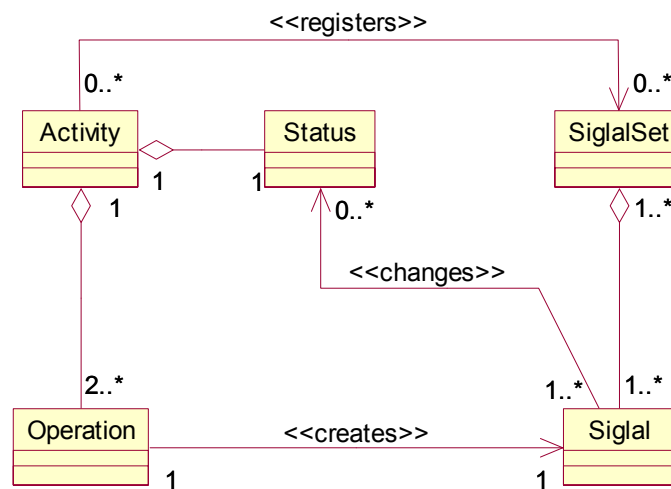 <<registers>>
0..* 0..*
Activity Status SiglalSet
1 1 1 0..* 1..*
<<changes>>
2..* 1..* 1..*
Operation <<creates>> Siglal
1 1